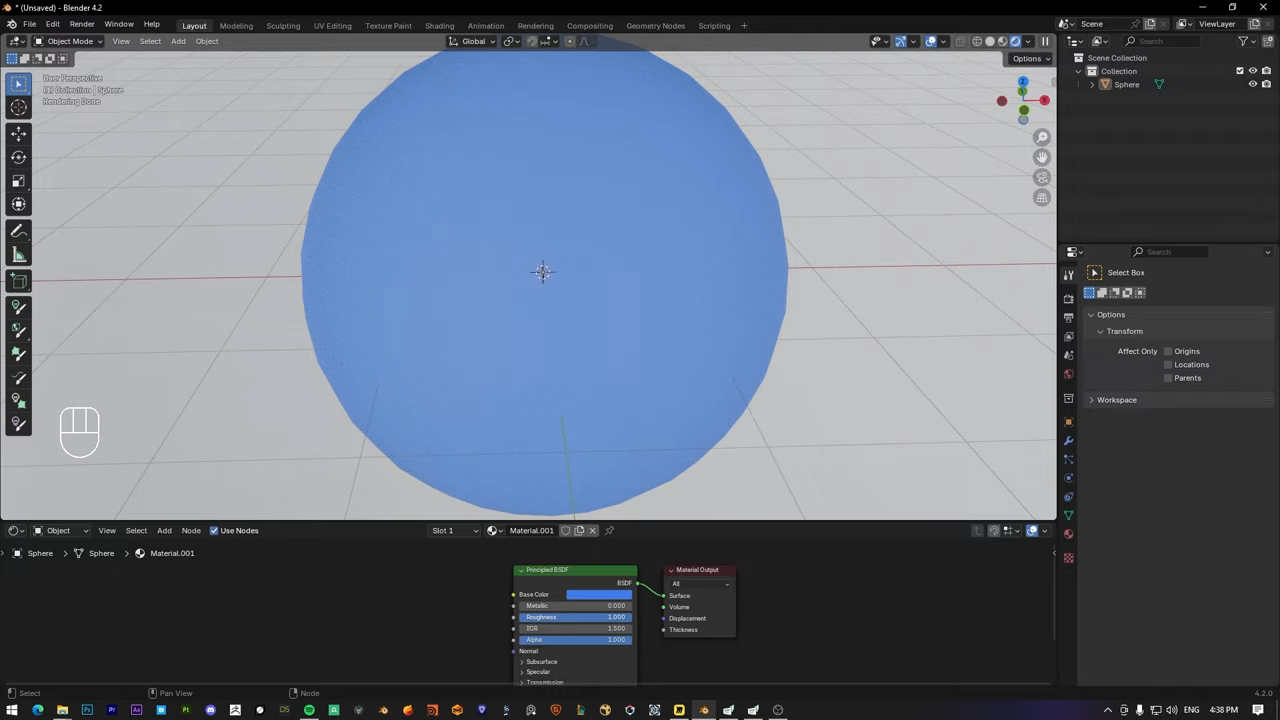 * (Unsaved) - Blender 4.2
File Edit Render Window Help Layout Modeling Sculpting UV Editing Texture Paint Shading Animation Rendering Compositing Geometry Nodes Scripting Scene ViewLayer
Object Mode View Select Add Object Global Search
Options
User Perspective
(1) Collection | Sphere
Rendering Done
Scene Collection
Collection
Sphere
Z
Y
X
Search
Select Box
Options
Transform
Affect Only Origins
Locations
Parents
Workspace
Object View Select Add Node Use Nodes Slot 1 Material.001
Sphere Sphere Material.001
Principled BSDF
BSDF
Base Color
Metallic 0.000
Roughness 1.000
IOR 1.500
Alpha 1.000
Normal
Subsurface
Specular
Transmission
Material Output
All
Surface
Volume
Displacement
Thickness
Select Pan View Node 4.2.0
ENG 4:38 PM